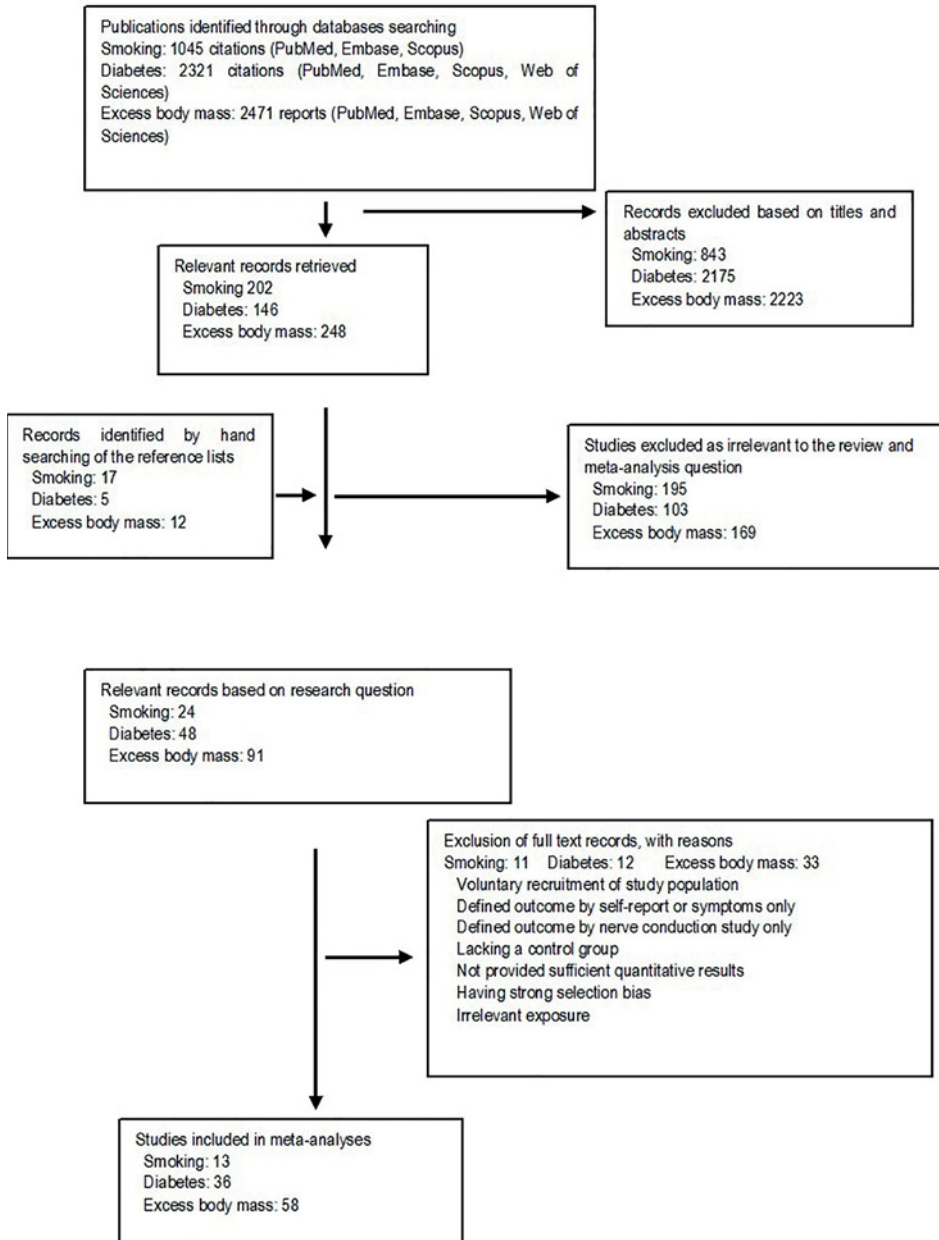 Publications identified through databases searching
Smoking: 1045 citations (PubMed, Embase, Scopus)
Diabetes: 2321 citations (PubMed, Embase, Scopus, Web of
Sciences)
Excess body mass: 2471 reports (PubMed, Embase, Scopus, Web of
Sciences)
Records excluded based on titles and
abstracts
Smoking: 843
Diabetes: 2175
Excess body mass: 2223
Relevant records retrieved
Smoking 202
Diabetes: 146
Excess body mass: 248
Records identified by hand
searching of the reference lists
Smoking: 17
Diabetes: 5
Excess body mass: 12
Studies excluded as irrelevant to the review and
meta-analysis question
Smoking: 195
Diabetes: 103
Excess body mass: 169
Relevant records based on research question
Smoking: 24
Diabetes: 48
Excess body mass: 91
Exclusion of full text records, with reasons
Smoking: 11 Diabetes: 12 Excess body mass: 33
Voluntary recruitment of study population
Defined outcome by self-report or symptoms only
Defined outcome by nerve conduction study only
Lacking a control group
Not provided sufficient quantitative results
Having strong selection bias
Irrelevant exposure
Studies included in meta-analyses
Smoking: 13
Diabetes: 36
Excess body mass: 58